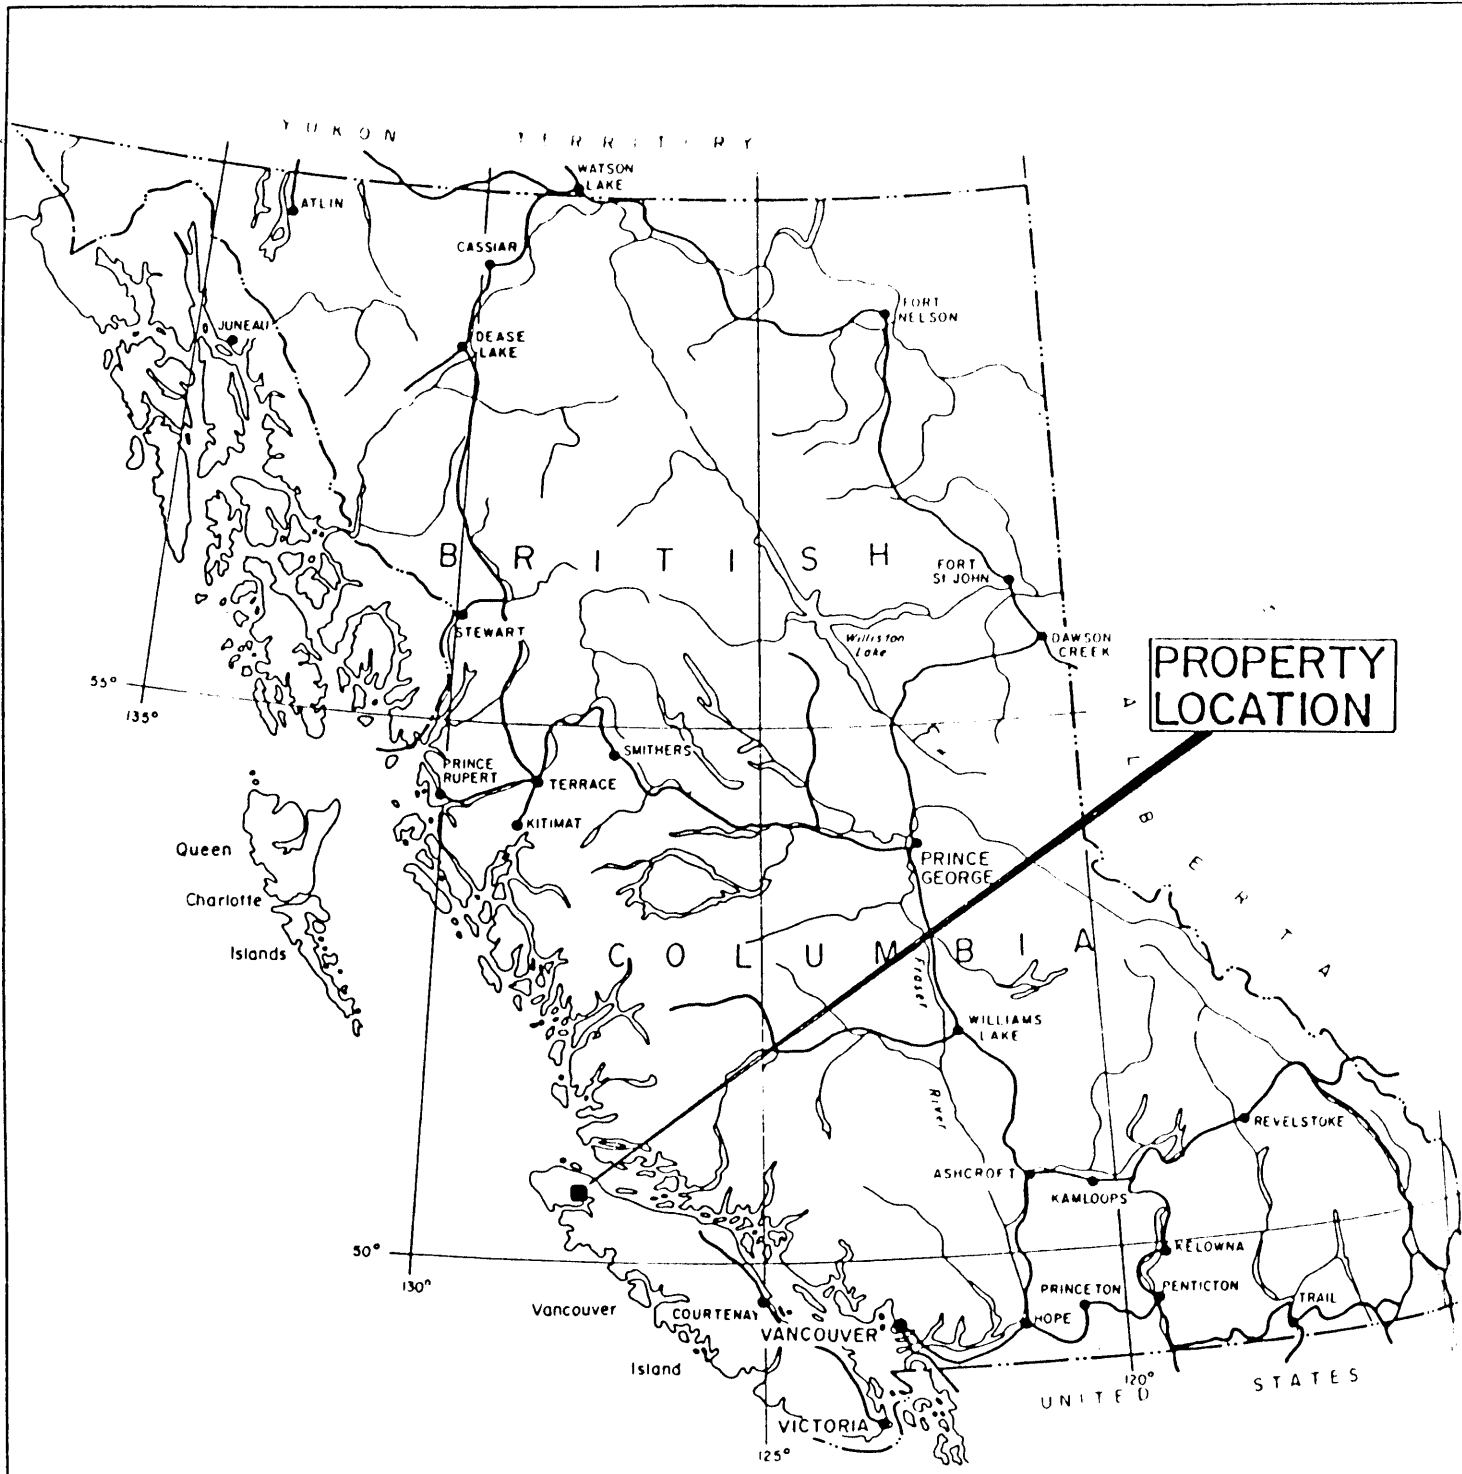 YUKON TERRITORY
WATSON
LAKE
ATLIN
CASSIAR
FORT
NELSON
JUNEAU
DEASE
LAKE
BRITISH
FORT
St JOHN
STEWART
Williston
Lake
DAWSON
CREEK
PROPERTY
LOCATION
55°
135°
ALBERTA
SMITHERS
PRINCE
RUPERT
TERRACE
KITIMAT
Queen
Charlotte
Islands
PRINCE
GEORGE
COLUMBIA
Fraser
River
WILLIAMS
LAKE
REVELSTOKE
ASHCROFT
KAMLOOPS
50°
130°
KELOWNA
PRINCETON
PENTICTON
TRAIL
Vancouver
Island
COURTENAY
VANCOUVER
HOPE
120°
UNITED STATES
VICTORIA
125°